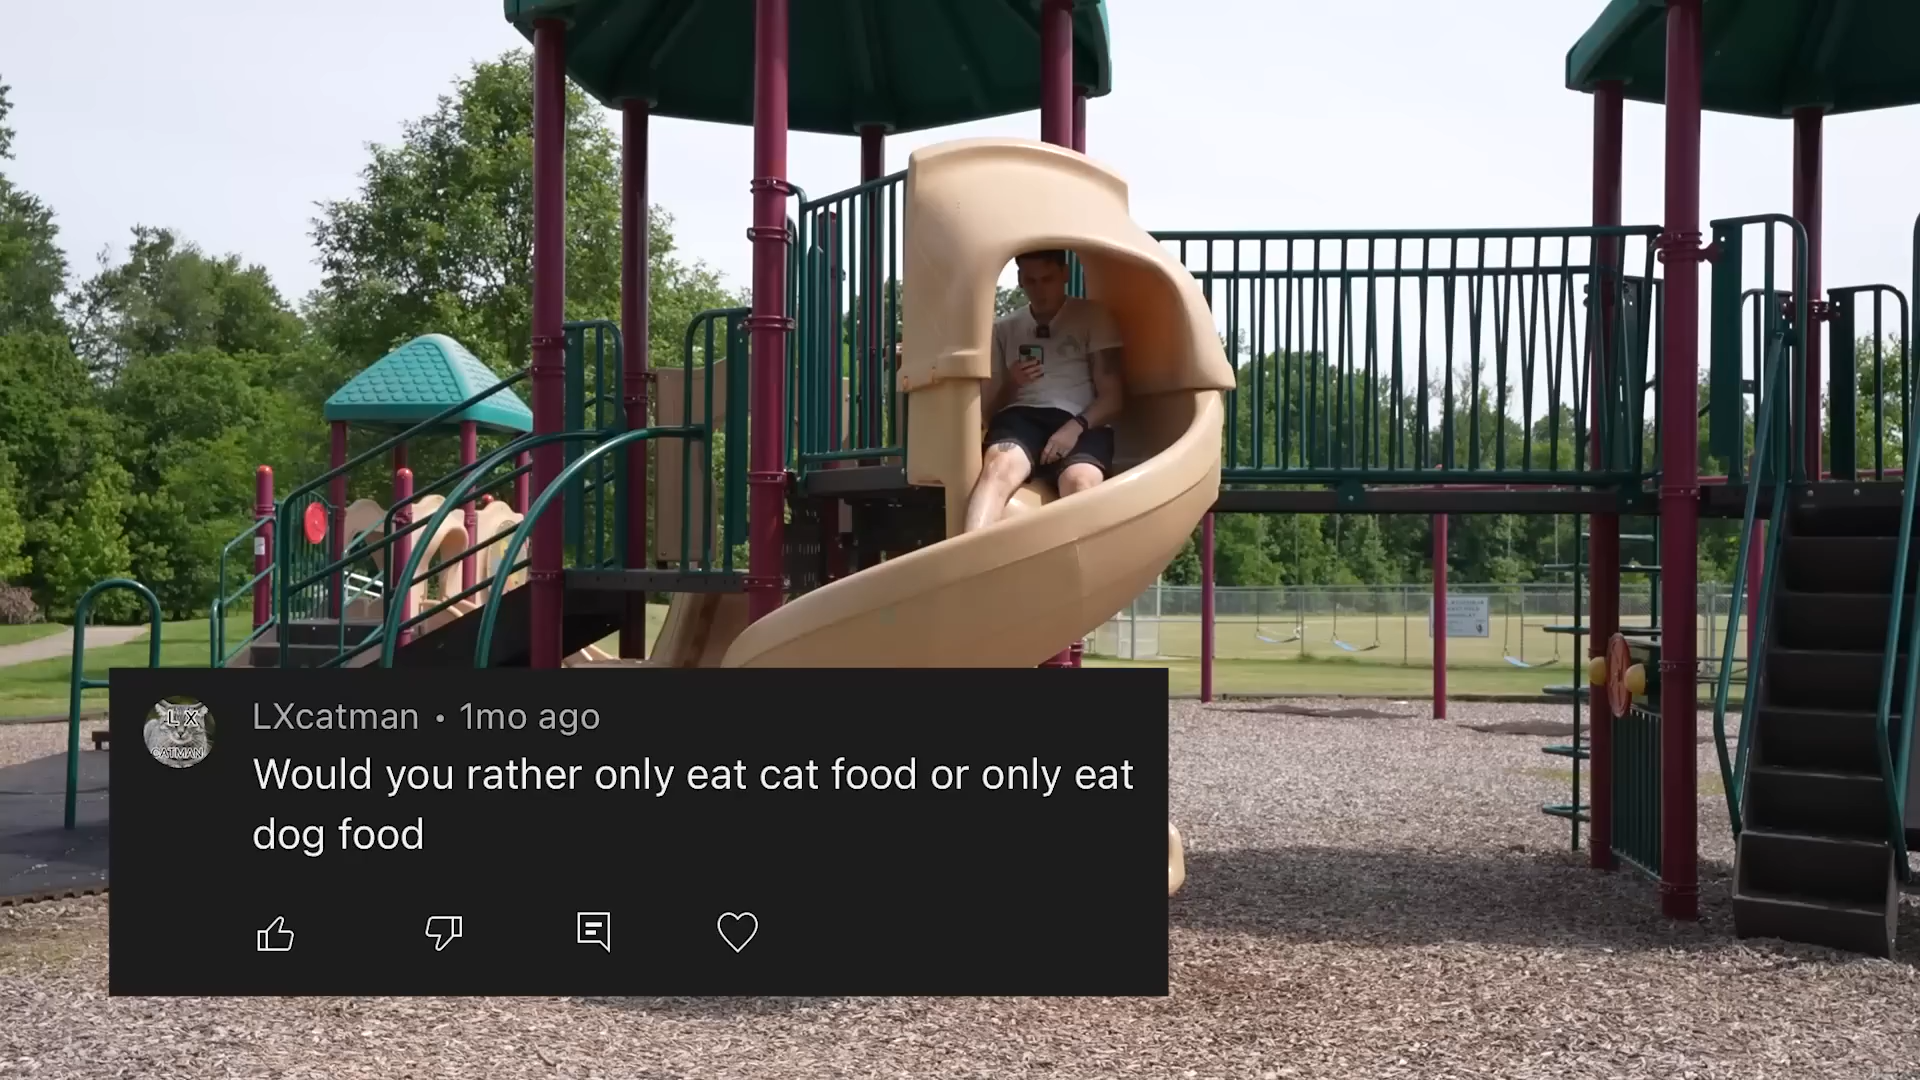 LXcatman • 1mo ago
Would you rather only eat cat food or only eat
dog food
LX
CATMAN